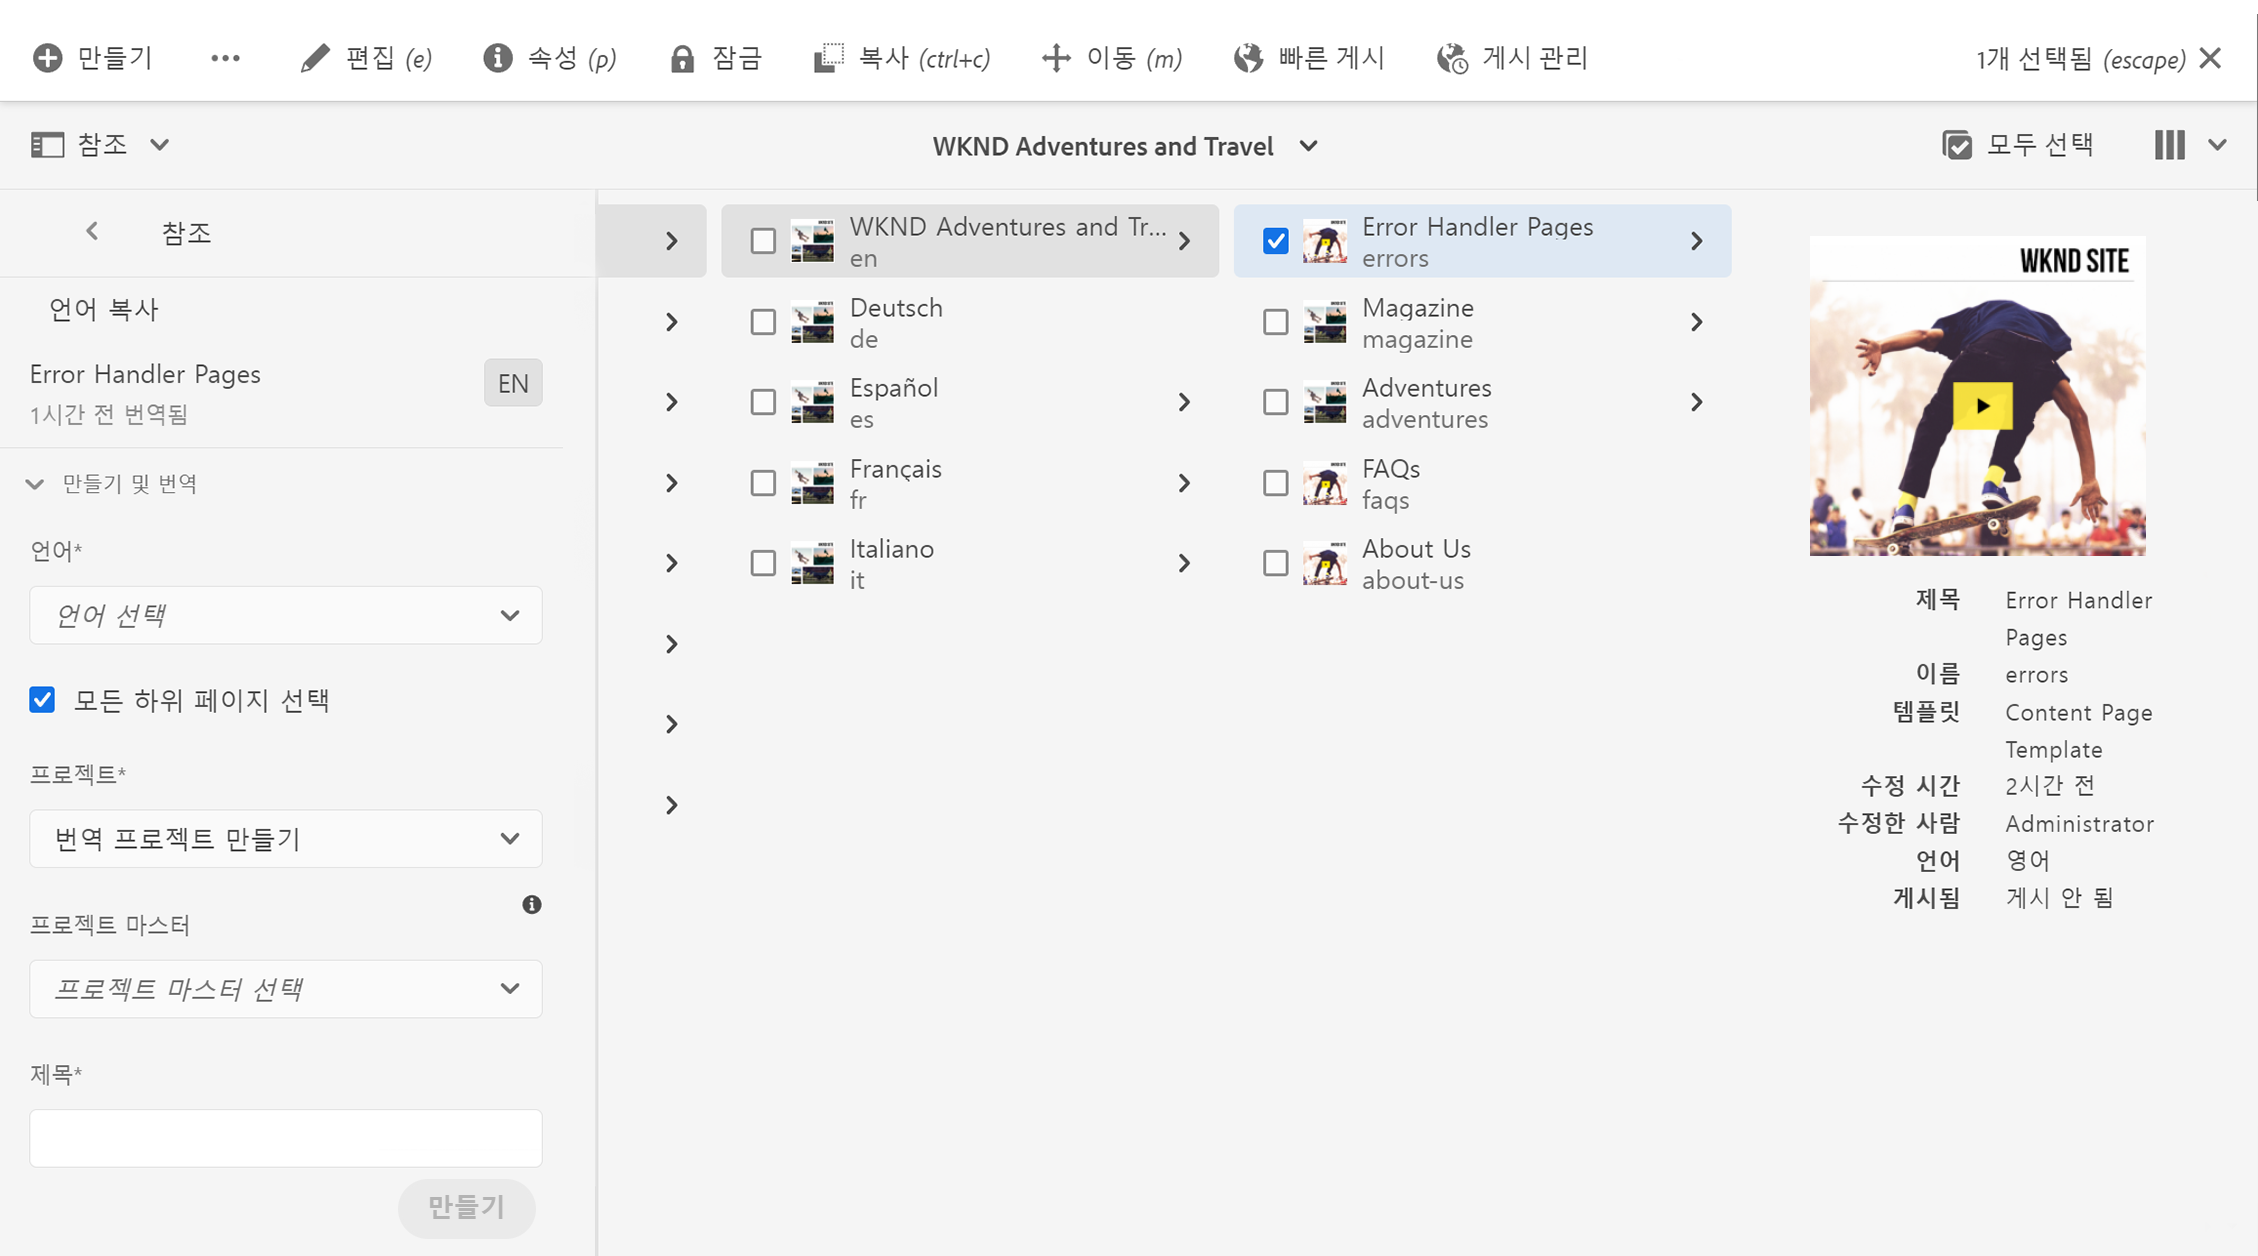 만들기
편집 (e)
속성 (p)
잠금
복사 (ctrl+c)
이동 (m)
빠른 게시
게시 관리
1개 선택됨 (escape)
참조
WKND Adventures and Travel
모두 선택
참조
언어 복사
Error Handler Pages
1시간 전 번역됨
EN
만들기 및 번역
언어*
언어 선택
모든 하위 페이지 선택
프로젝트*
번역 프로젝트 만들기
프로젝트 마스터
프로젝트 마스터 선택
제목*
만들기
WKND Adventures and Tr...
en
Deutsch
de
Español
es
Français
fr
Italiano
it
Error Handler Pages
errors
Magazine
magazine
Adventures
adventures
FAQs
faqs
About Us
about-us
WKND SITE
제목 Error Handler
Pages
이름 errors
템플릿 Content Page
Template
수정 시간 2시간 전
수정한 사람 Administrator
언어 영어
게시됨 게시 안 됨